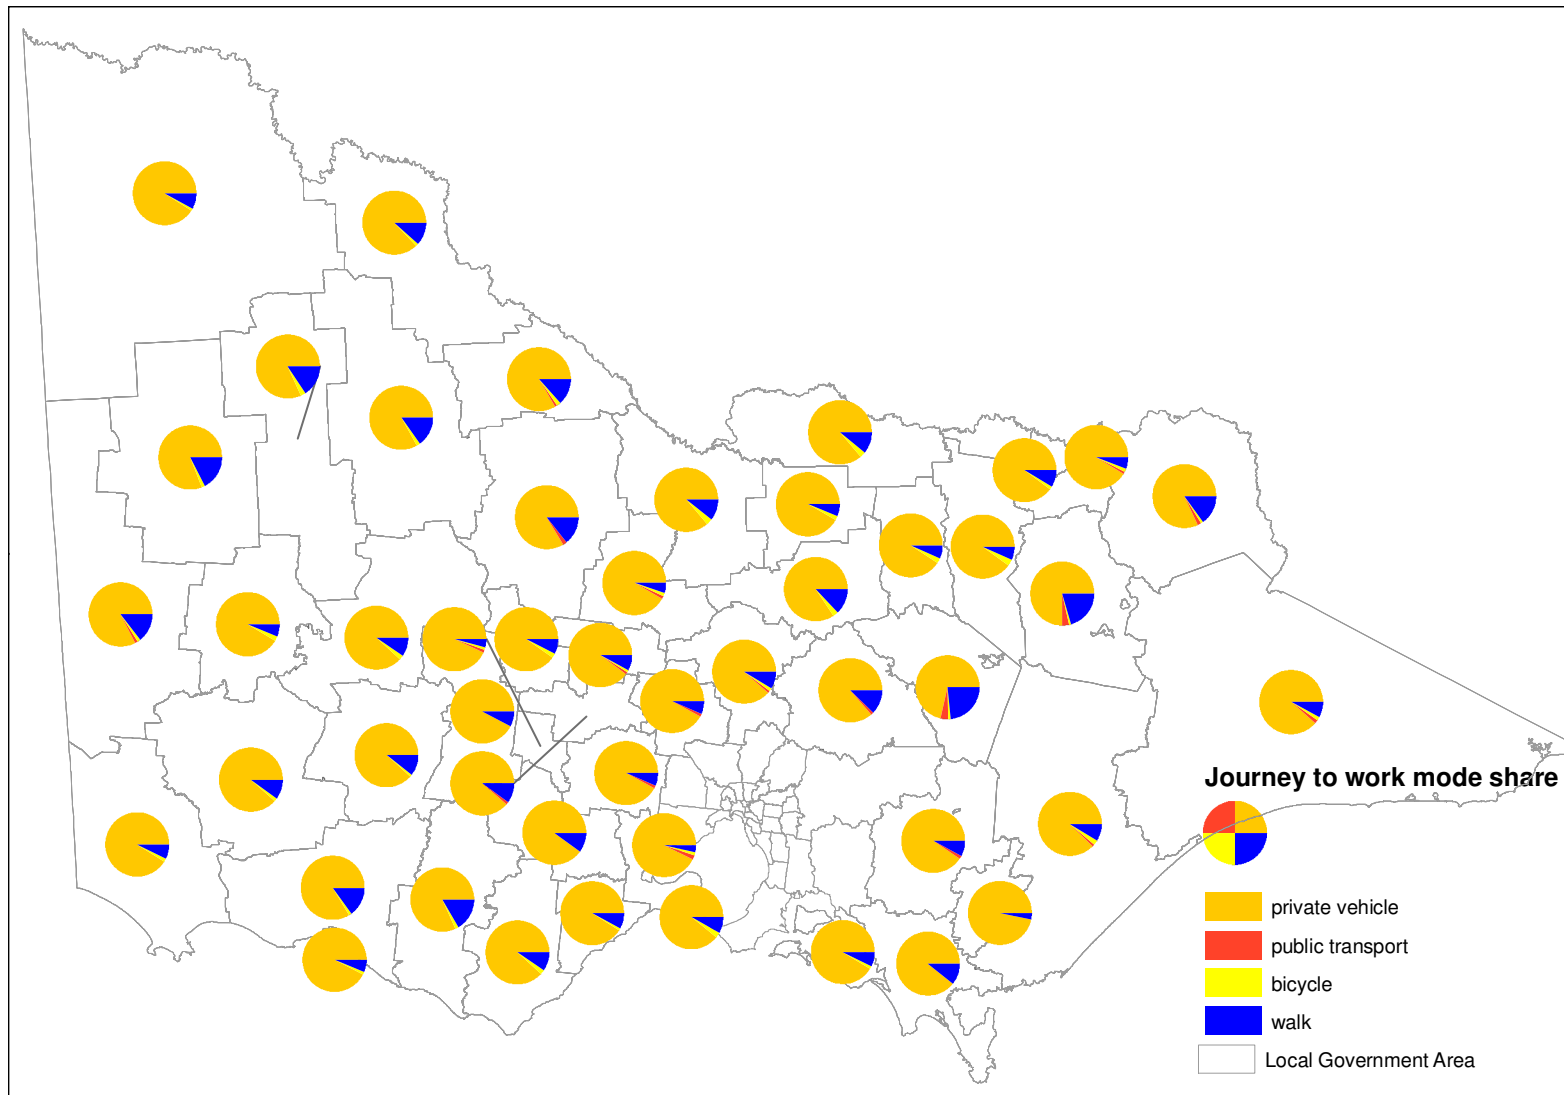 Journey to work mode share
private vehicle
public transport
bicycle
walk
Local Government Area